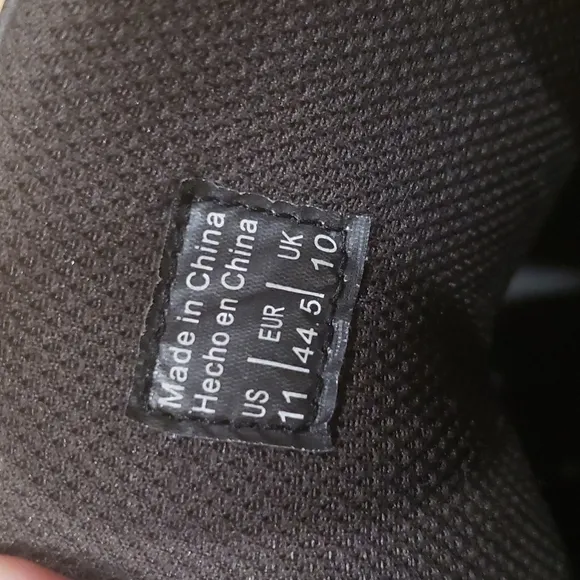 Made in China
Hecho en China
US | EUR | UK
11 | 44.5 | 10